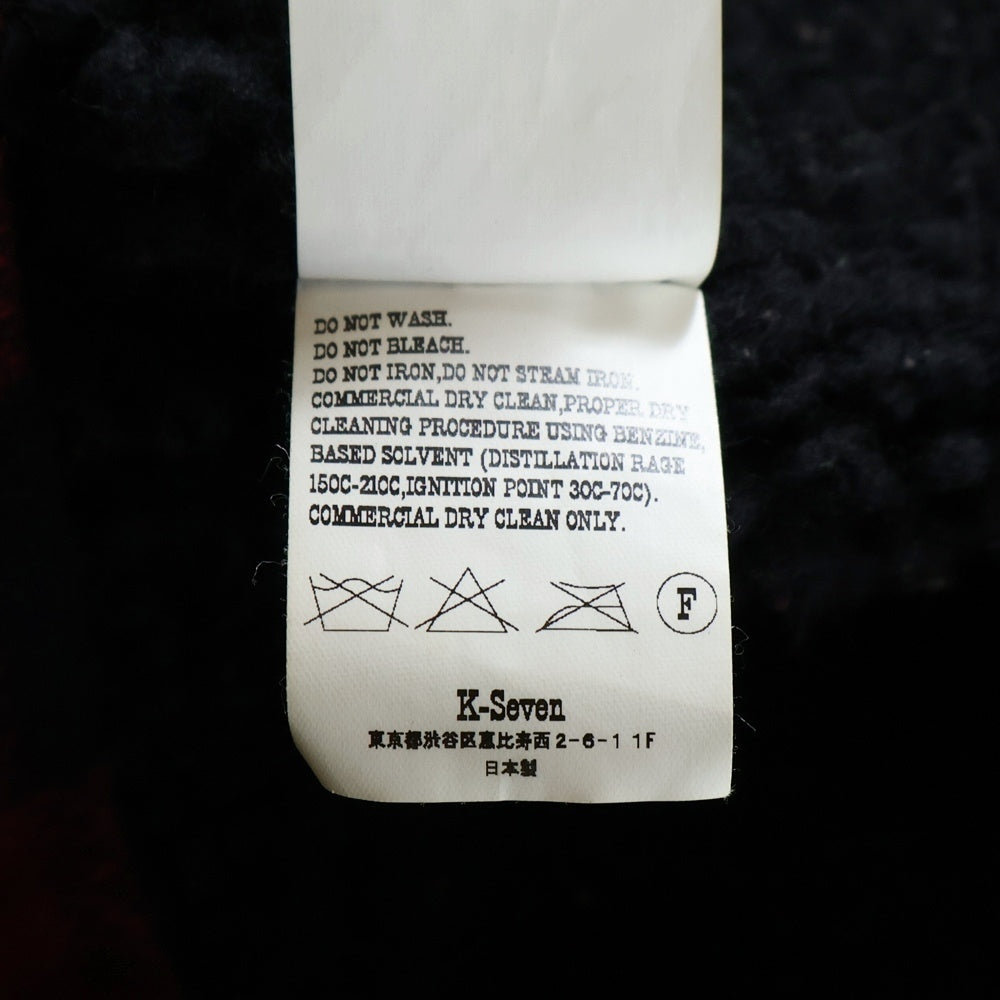 DO NOT WASH.
DO NOT BLEACH.
DO NOT IRON,DO NOT STEAM IRON.
COMMERCIAL DRY CLEAN,PROPER DRY
CLEANING PROCEDURE USING BENZINE,
BASED SOLVENT (DISTILLATION RAGE
150C-210C,IGNITION POINT 30C-70C).
COMMERCIAL DRY CLEAN ONLY.
F
K-Seven
東京都渋谷区恵比寿西2-6-11F
日本製